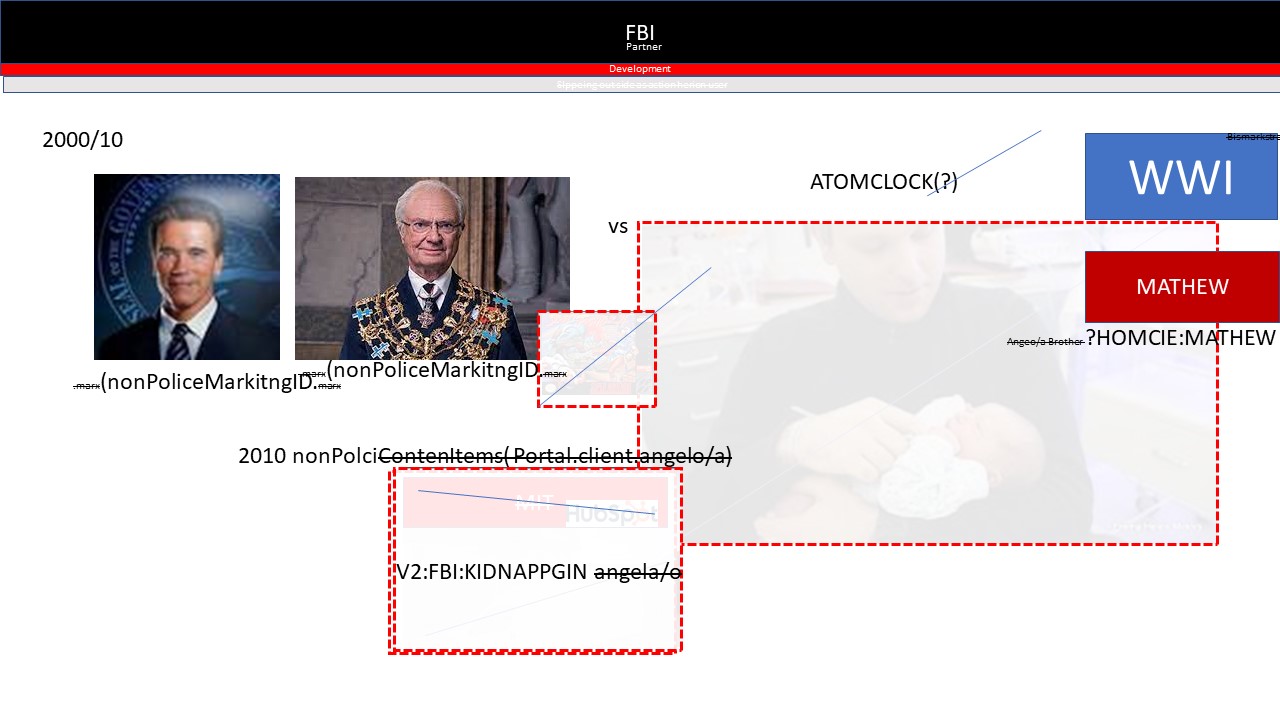 FBI
Partner
Development
2000/10
Bismarkstr
WWI
ATOMCLOCK(?)
vs
MATHEW
Angeo/a Brother ?HOMCIE:MATHEW
.marx(nonPoliceMarkitngID.marx
.marx(nonPoliceMarkitngID.marx
2010 nonPolciContenItems( Portal.client.angelo/a)
MIT
HubSpot
V2:FBI:KIDNAPPGIN angela/o